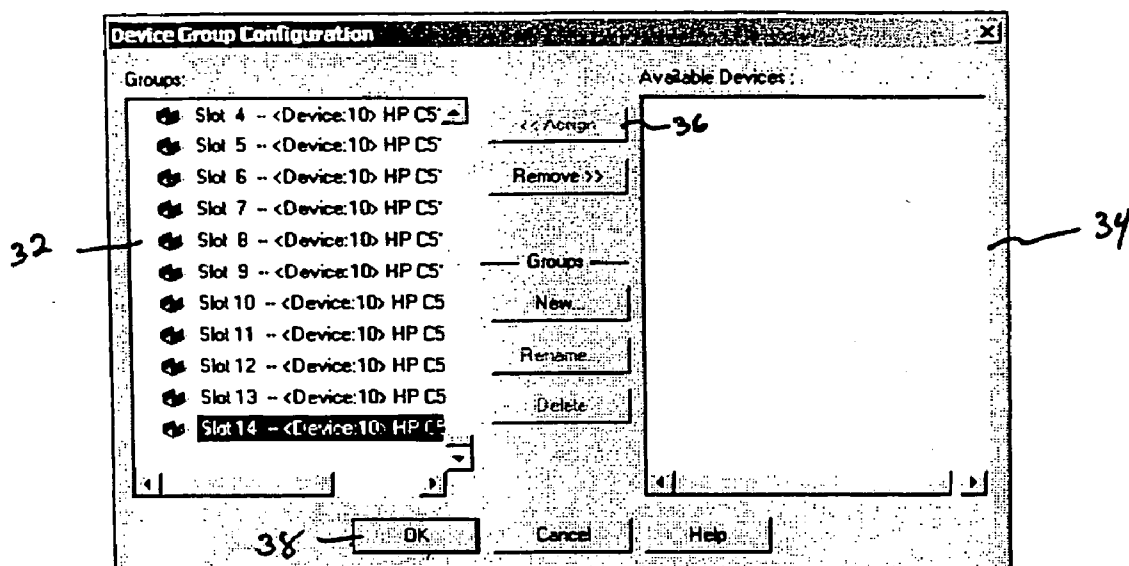 Device Group Configuration
Groups:
Available Devices :
Slot 4 -- <Device:10> HP C5
Slot 5 -- <Device:10> HP C5
Slot 6 -- <Device:10> HP C5
Slot 7 -- <Device:10> HP C5
Slot 8 -- <Device:10> HP C5
Slot 9 -- <Device:10> HP C5
Slot 10 -- <Device:10> HP C5
Slot 11 -- <Device:10> HP C5
Slot 12 -- <Device:10> HP C5
Slot 13 -- <Device:10> HP C5
Slot 14 -- <Device:10> HP C5
<< Assign
36
Remove >>
32
34
Groups
New...
Rename...
Delete
38
OK
Cancel
Help